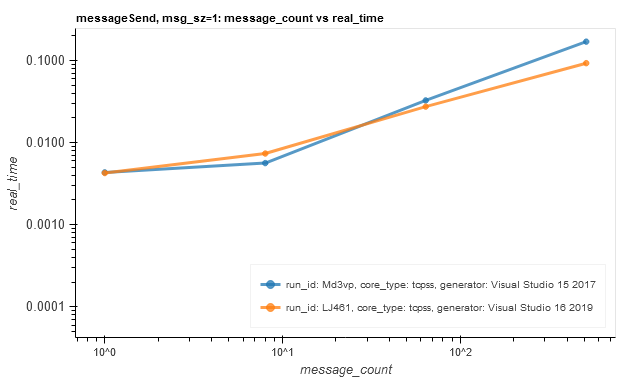 messageSend, msg_sz=1: message_count vs real_time
0.1000
0.0100
0.0010
0.0001
real_time
run_id: Md3vp, core_type: tcpss, generator: Visual Studio 15 2017
run_id: LJ461, core_type: tcpss, generator: Visual Studio 16 2019
10^0
10^1
10^2
message_count